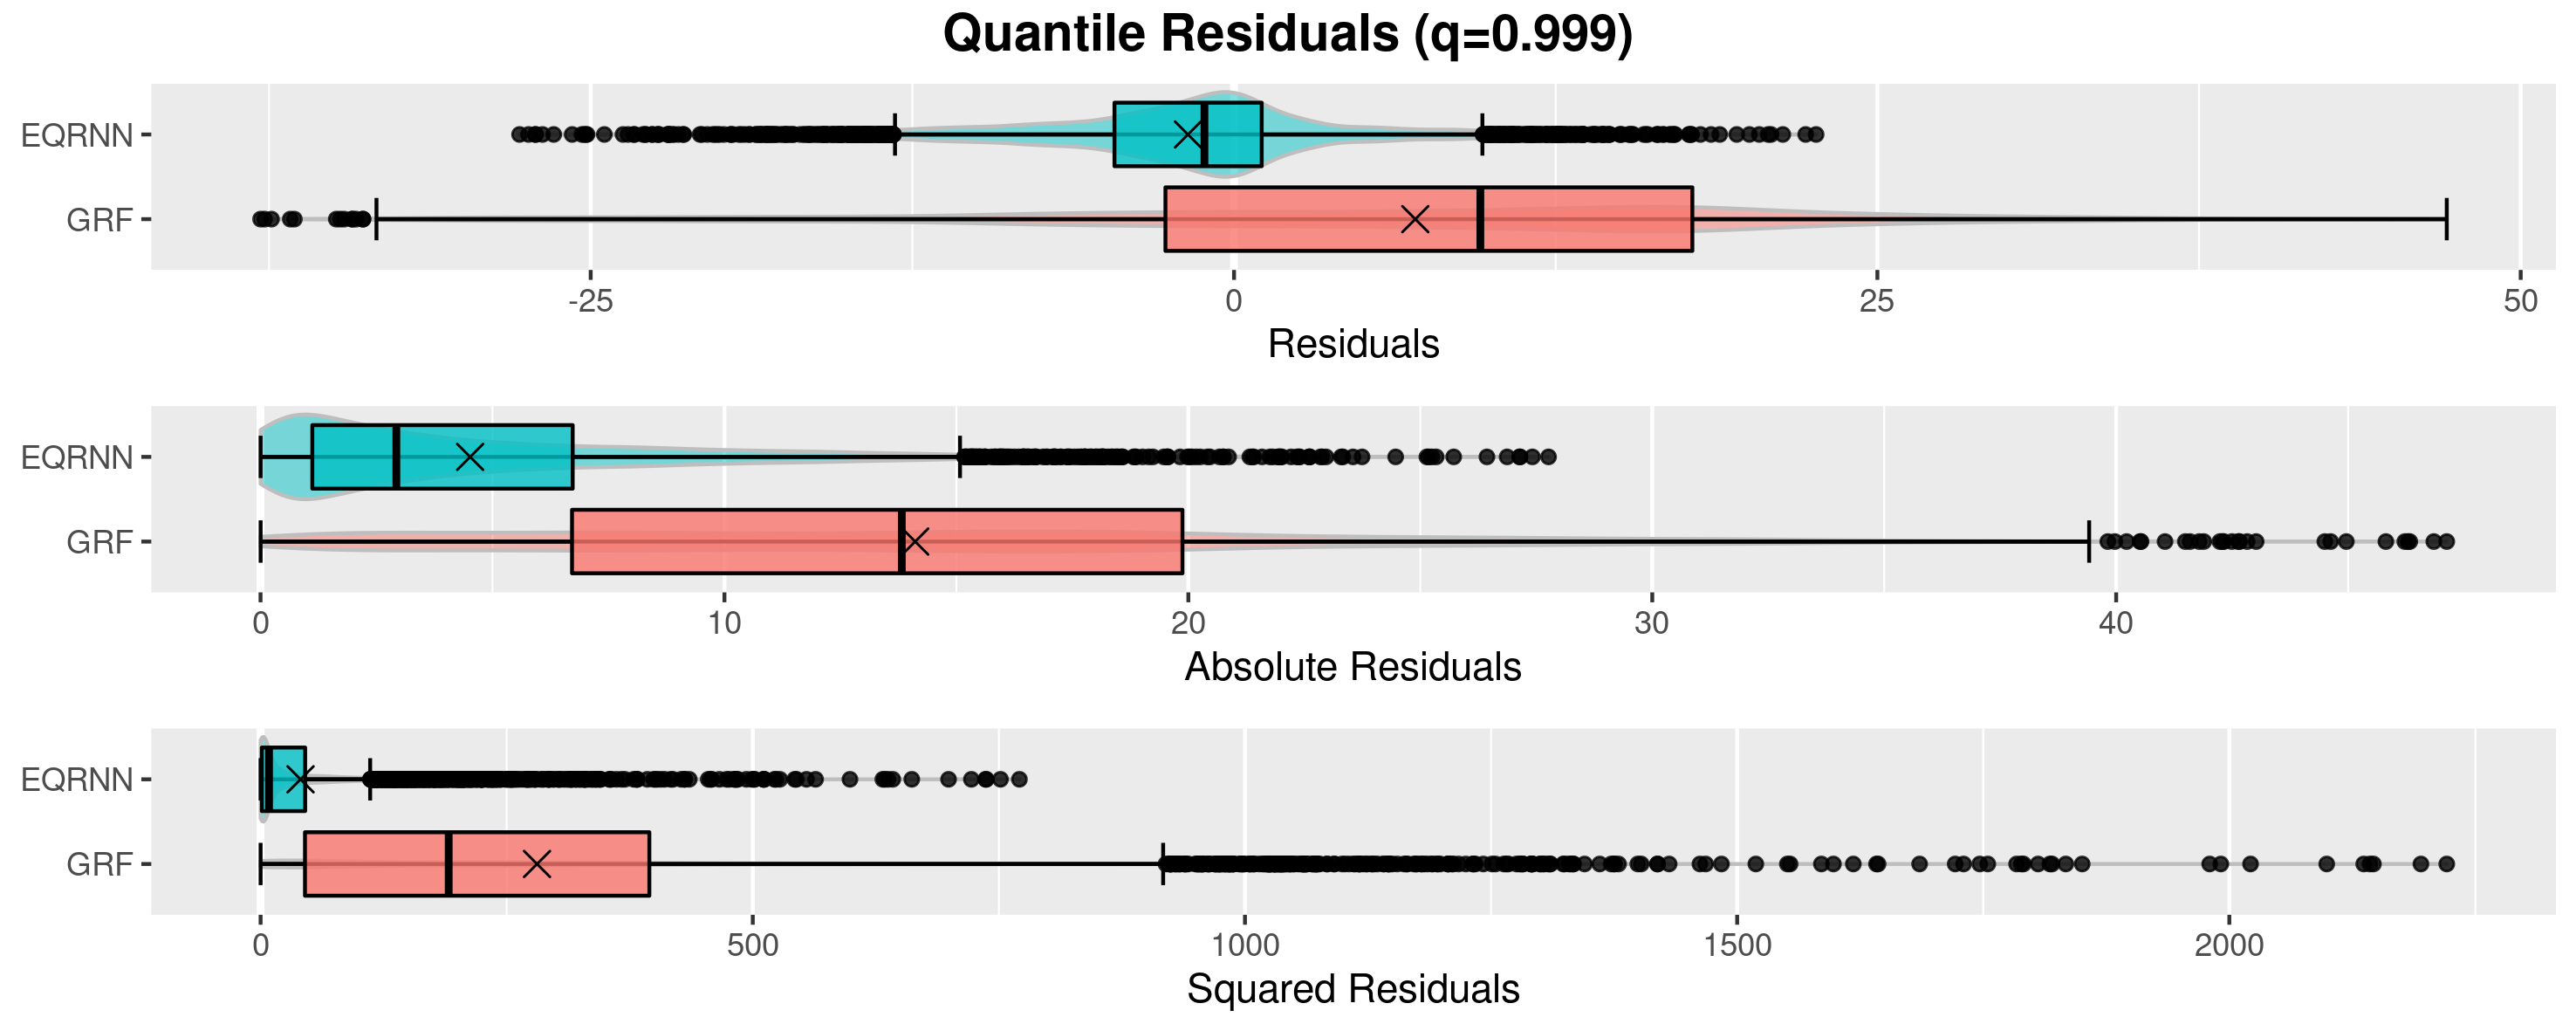 Quantile Residuals (q=0.999)
EQRNN
GRF
-25 0 25 50
Residuals
EQRNN
GRF
0 10 20 30 40
Absolute Residuals
EQRNN
GRF
0 500 1000 1500 2000
Squared Residuals